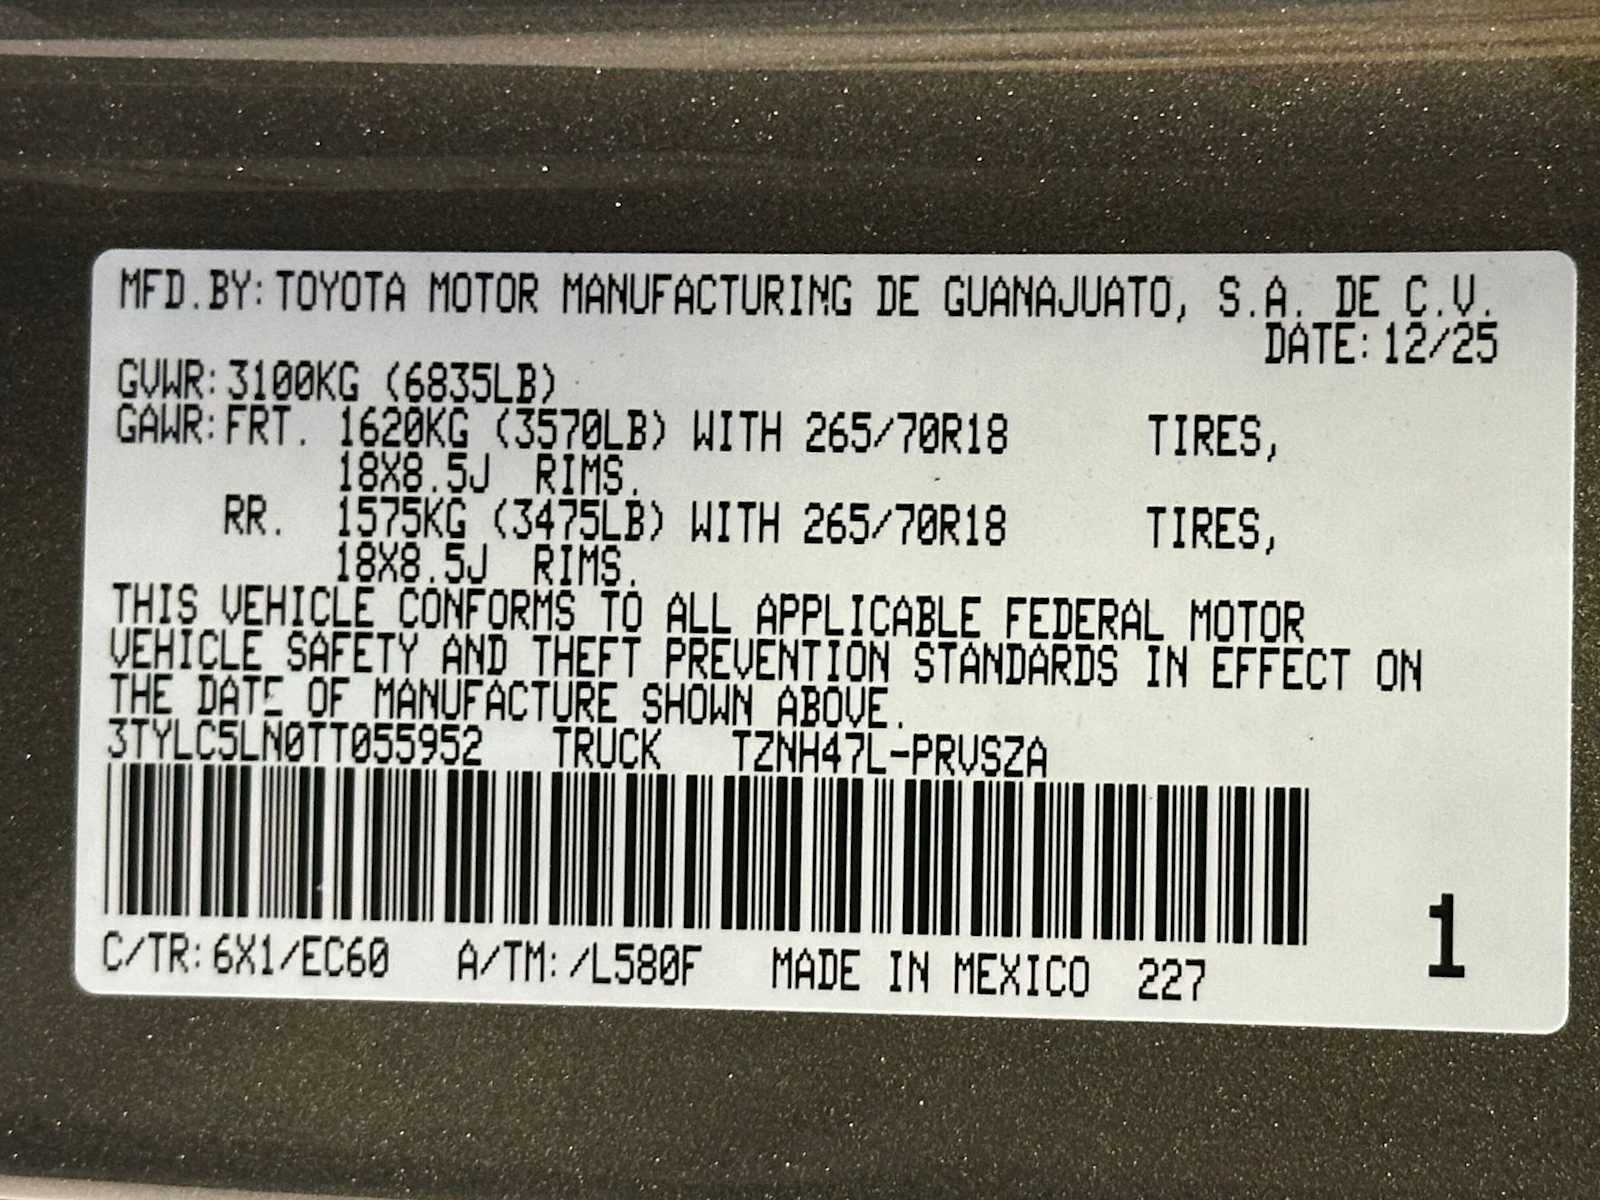 MFD.BY: TOYOTA MOTOR MANUFACTURING DE GUANAJUATO, S.A. DE C.V.
DATE: 12/25
GVWR: 3100KG (6835LB)
GAWR: FRT. 1620KG (3570LB) WITH 265/70R18 TIRES,
18X8.5J RIMS.
RR. 1575KG (3475LB) WITH 265/70R18 TIRES,
18X8.5J RIMS.
THIS VEHICLE CONFORMS TO ALL APPLICABLE FEDERAL MOTOR
VEHICLE SAFETY AND THEFT PREVENTION STANDARDS IN EFFECT ON
THE DATE OF MANUFACTURE SHOWN ABOVE.
3TYLC5LN0TT055952 TRUCK TZNH47L-PRVSZA
1
C/TR: 6X1/EC60 A/TM: /L580F MADE IN MEXICO 227